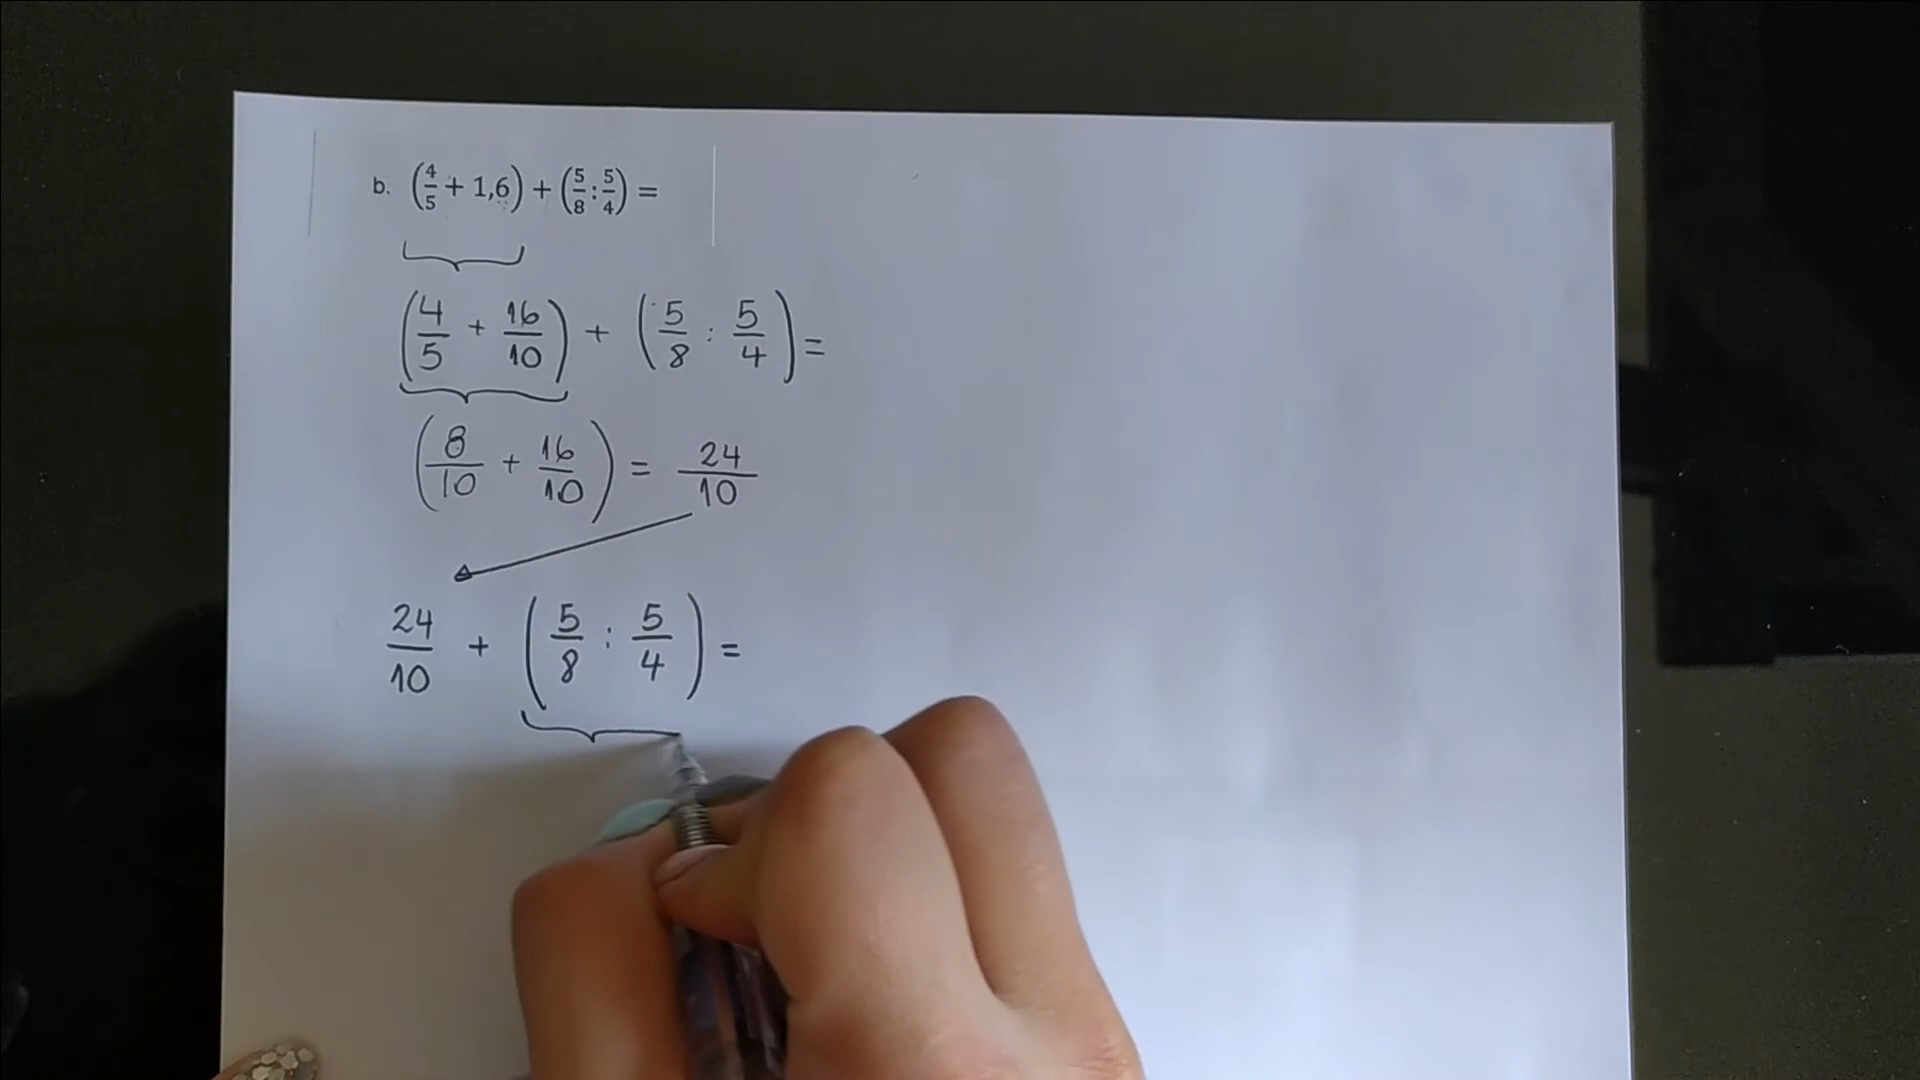 b. (4/5 + 1,6) + (5/8 : 5/4) =
(4/5 + 16/10) + (5/8 : 5/4) =
(8/10 + 16/10) = 24/10
24/10 + (5/8 : 5/4) =